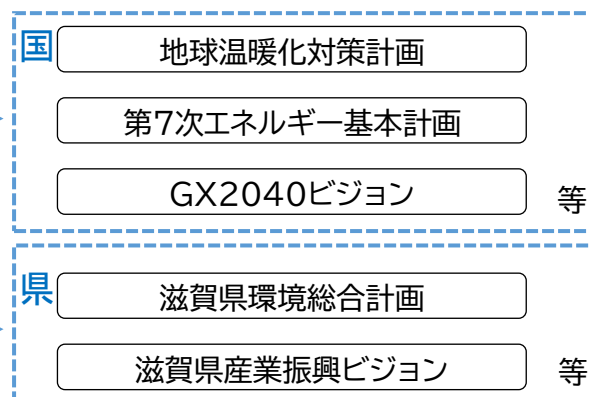 国
地球温暖化対策計画
第7次エネルギー基本計画
GX2040ビジョン 等
県
滋賀県環境総合計画
滋賀県産業振興ビジョン 等